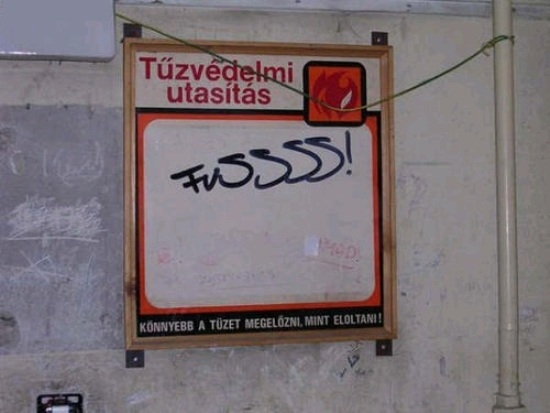 Tűzvédelmi
utasítás
FuSSSS!
KÖNNYEBB A TÜZET MEGELŐZNI, MINT ELOLTANI!